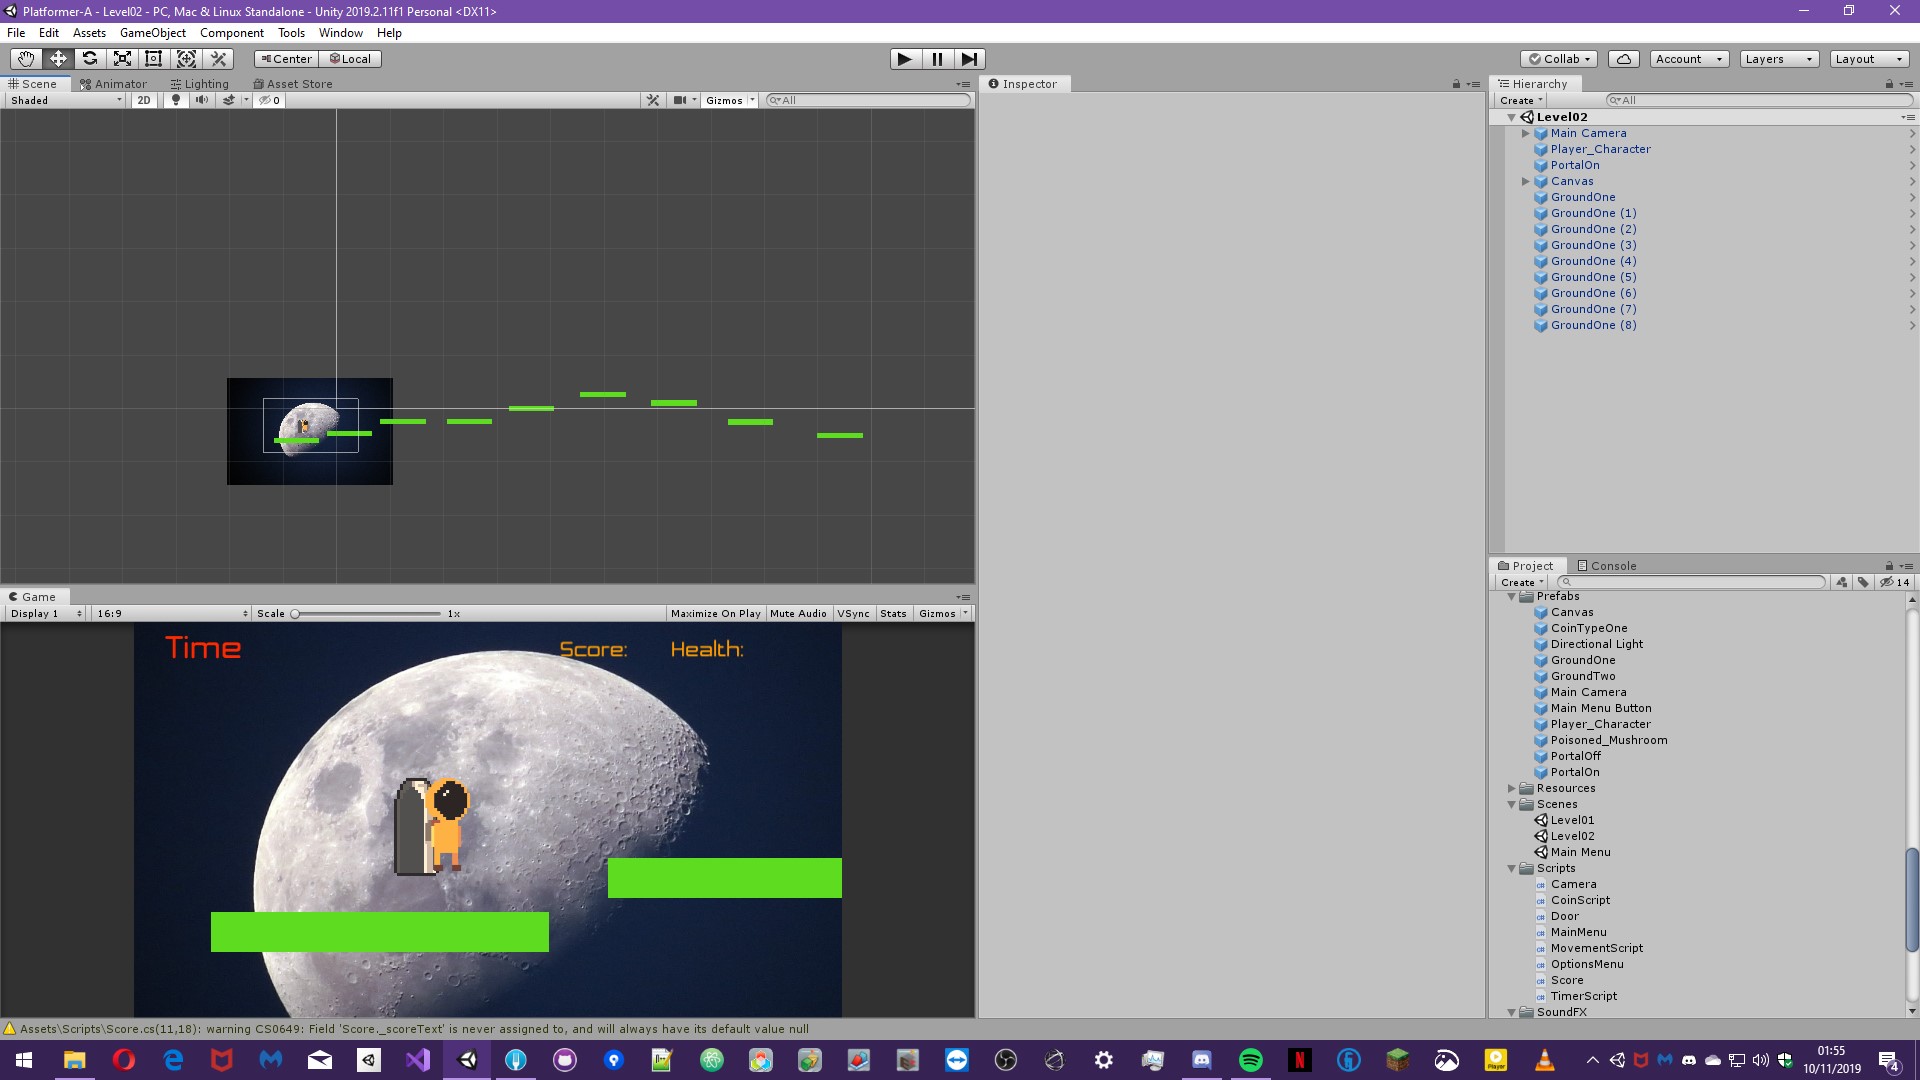 Platformer-A - Level02 - PC, Mac & Linux Standalone - Unity 2019.2.11f1 Personal <DX11>
File Edit Assets GameObject Component Tools Window Help
Center Local Collab Account Layers Layout
Scene Animator Lighting Asset Store
Shaded 2D 0 Gizmos All
Inspector
Hierarchy
Create All
Level02
Main Camera
Player_Character
PortalOn
Canvas
GroundOne
GroundOne (1)
GroundOne (2)
GroundOne (3)
GroundOne (4)
GroundOne (5)
GroundOne (6)
GroundOne (7)
GroundOne (8)
Game
Display 1 16:9 Scale 1x Maximize On Play Mute Audio VSync Stats Gizmos
Time Score: Health:
Project Console
Create 14
Prefabs
Canvas
CoinTypeOne
Directional Light
GroundOne
GroundTwo
Main Camera
Main Menu Button
Player_Character
Poisoned_Mushroom
PortalOff
PortalOn
Resources
Scenes
Level01
Level02
Main Menu
Scripts
Camera
CoinScript
Door
MainMenu
MovementScript
OptionsMenu
Score
TimerScript
SoundFX
Assets\Scripts\Score.cs(11,18): warning CS0649: Field 'Score._scoreText' is never assigned to, and will always have its default value null
01:55
10/11/2019
4